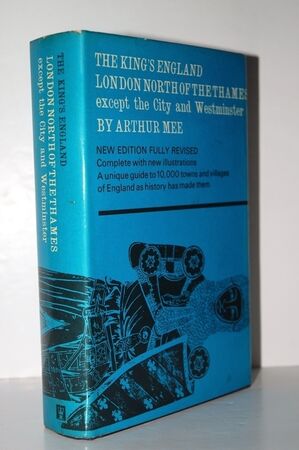 THE KING'S ENGLAND
LONDON NORTH OF THE THAMES
except the City and Westminster
THE KING'S ENGLAND
LONDON NORTH OF THE THAMES
except the City and Westminster
BY ARTHUR MEE
NEW EDITION FULLY REVISED
Complete with new illustrations
A unique guide to 10,000 towns and villages
of England as history has made them